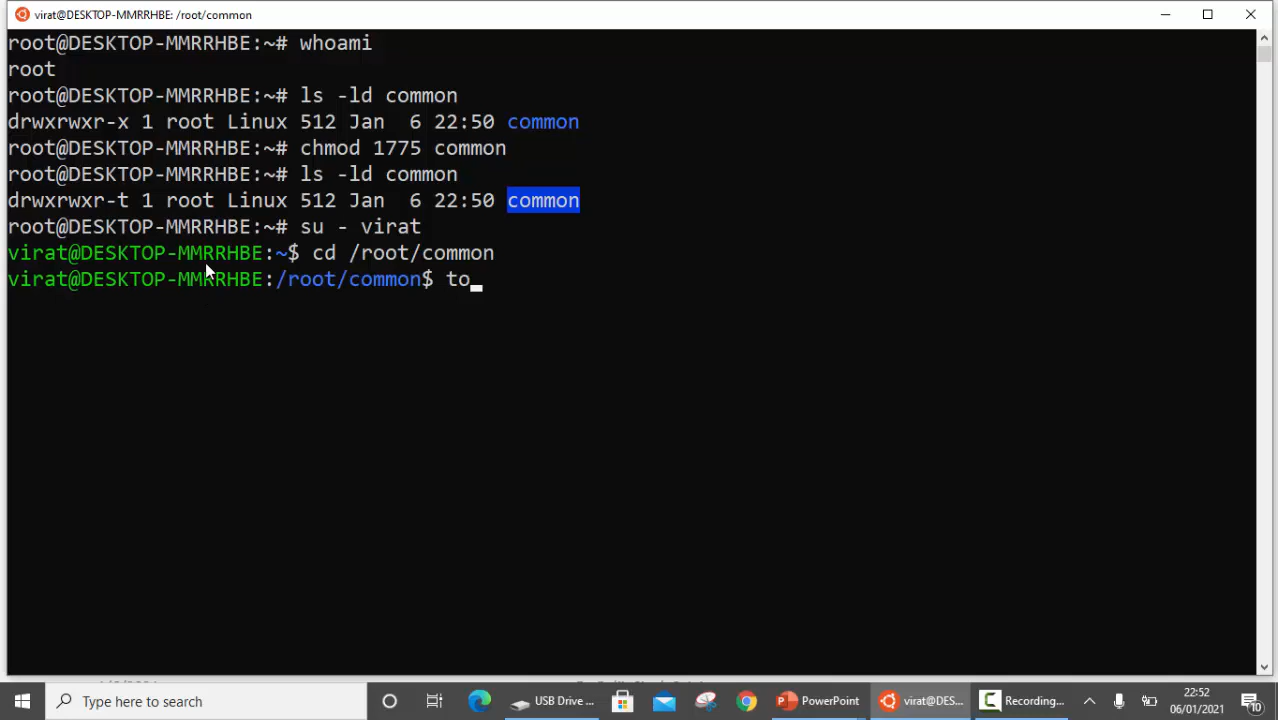 virat@DESKTOP-MMRRHBE: /root/common
root@DESKTOP-MMRRHBE:~# whoami
root
root@DESKTOP-MMRRHBE:~# ls -ld common
drwxrwxr-x 1 root Linux 512 Jan  6 22:50 common
root@DESKTOP-MMRRHBE:~# chmod 1775 common
root@DESKTOP-MMRRHBE:~# ls -ld common
drwxrwxr-t 1 root Linux 512 Jan  6 22:50 common
root@DESKTOP-MMRRHBE:~# su - virat
virat@DESKTOP-MMRRHBE:~$ cd /root/common
virat@DESKTOP-MMRRHBE:/root/common$ to
Type here to search
USB Drive ...
PowerPoint
virat@DES...
Recording...
22:52
06/01/2021
10